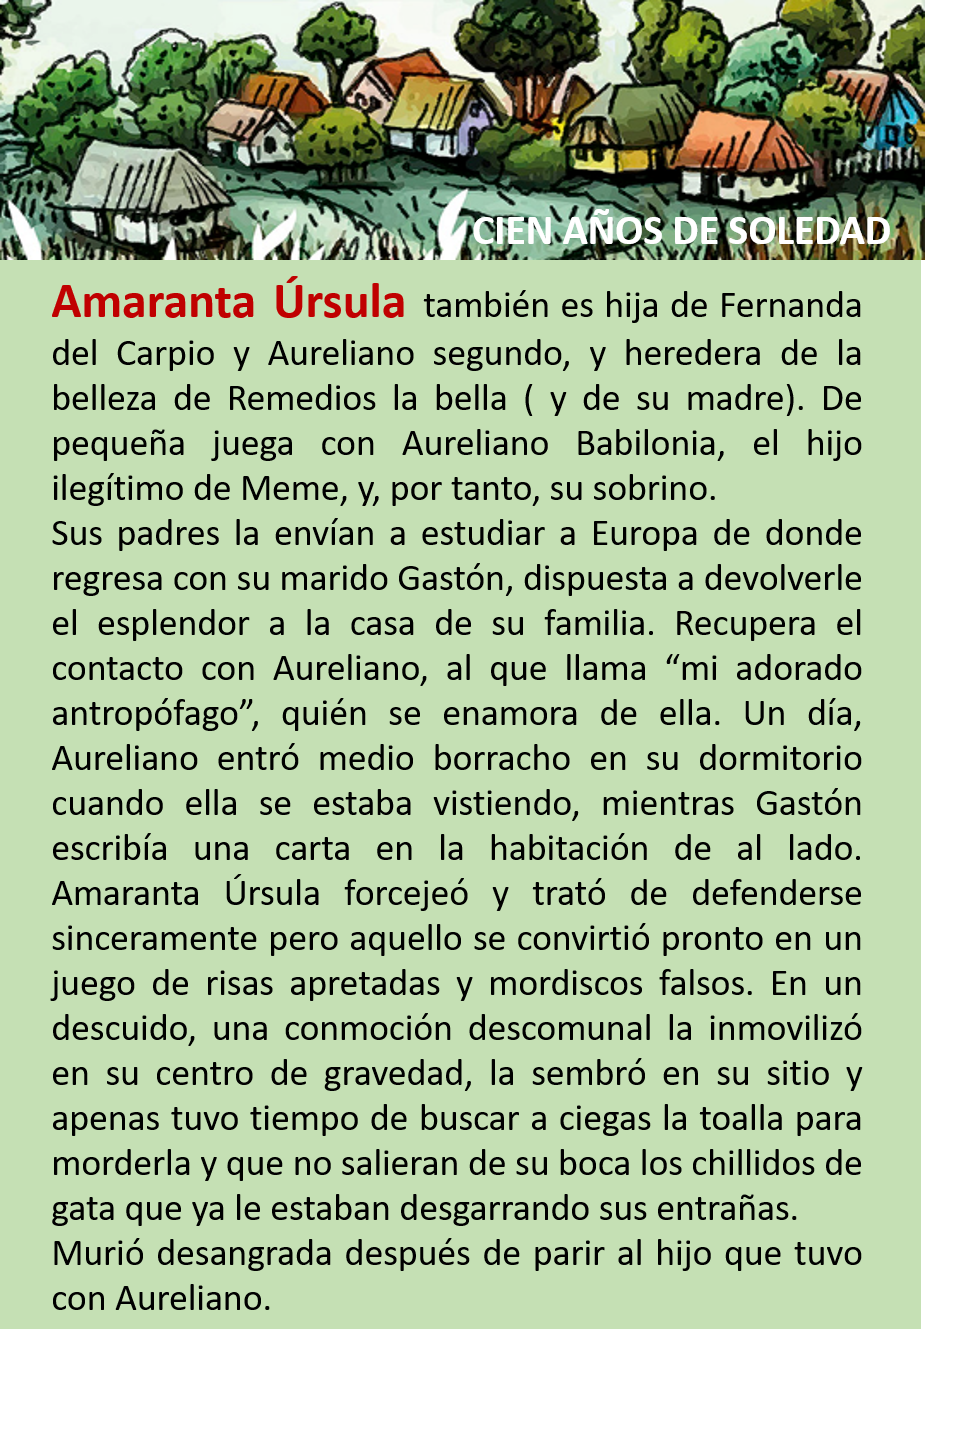 CIEN AÑOS DE SOLEDAD
Amaranta Úrsula también es hija de Fernanda
del Carpio y Aureliano segundo, y heredera de la
belleza de Remedios la bella ( y de su madre). De
pequeña juega con Aureliano Babilonia, el hijo
ilegítimo de Meme, y, por tanto, su sobrino.
Sus padres la envían a estudiar a Europa de donde
regresa con su marido Gastón, dispuesta a devolverle
el esplendor a la casa de su familia. Recupera el
contacto con Aureliano, al que llama “mi adorado
antropófago”, quién se enamora de ella. Un día,
Aureliano entró medio borracho en su dormitorio
cuando ella se estaba vistiendo, mientras Gastón
escribía una carta en la habitación de al lado.
Amaranta Úrsula forcejeó y trató de defenderse
sinceramente pero aquello se convirtió pronto en un
juego de risas apretadas y mordiscos falsos. En un
descuido, una conmoción descomunal la inmovilizó
en su centro de gravedad, la sembró en su sitio y
apenas tuvo tiempo de buscar a ciegas la toalla para
morderla y que no salieran de su boca los chillidos de
gata que ya le estaban desgarrando sus entrañas.
Murió desangrada después de parir al hijo que tuvo
con Aureliano.